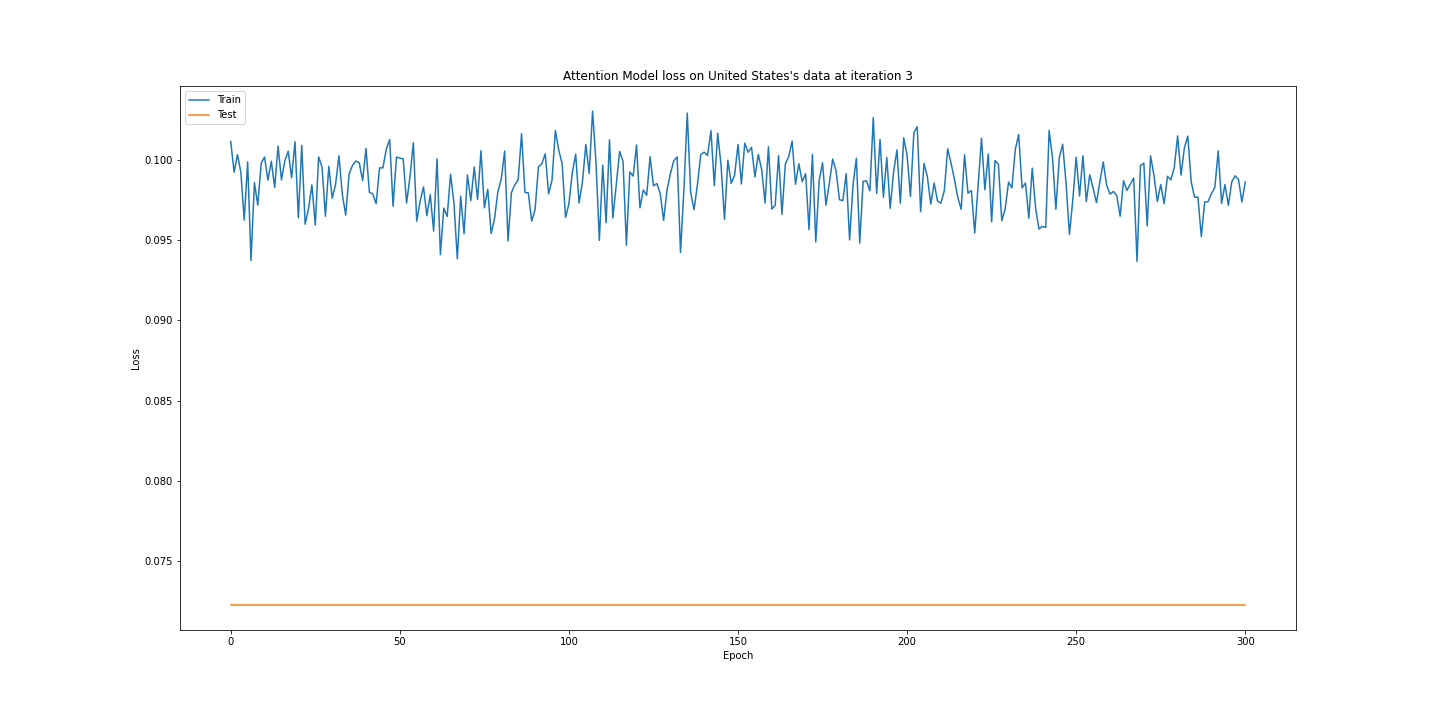 Attention Model loss on United States's data at iteration 3
Train
Test
0.100
0.095
0.090
0.085
0.080
0.075
Loss
0 50 100 150 200 250 300
Epoch